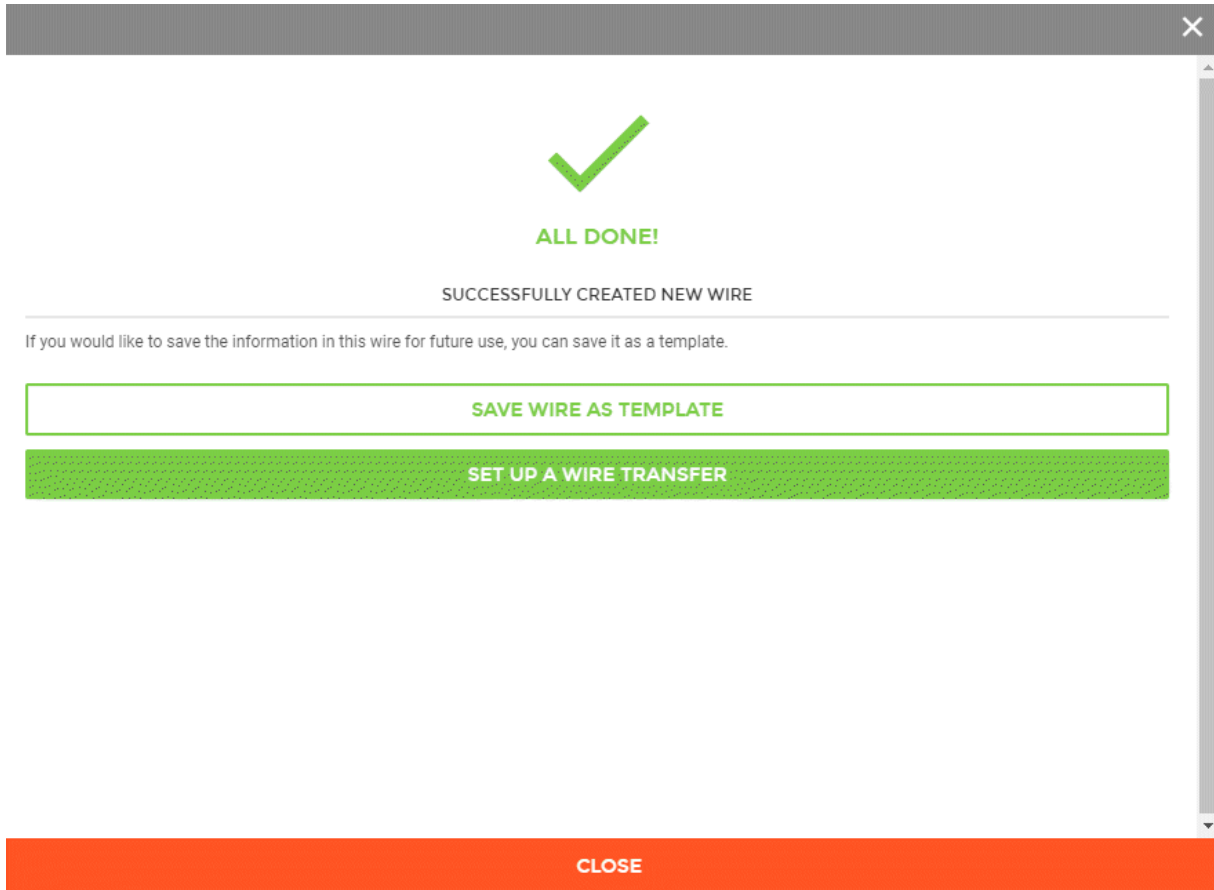 ALL DONE!
SUCCESSFULLY CREATED NEW WIRE
If you would like to save the information in this wire for future use, you can save it as a template.
SAVE WIRE AS TEMPLATE
SET UP A WIRE TRANSFER
CLOSE